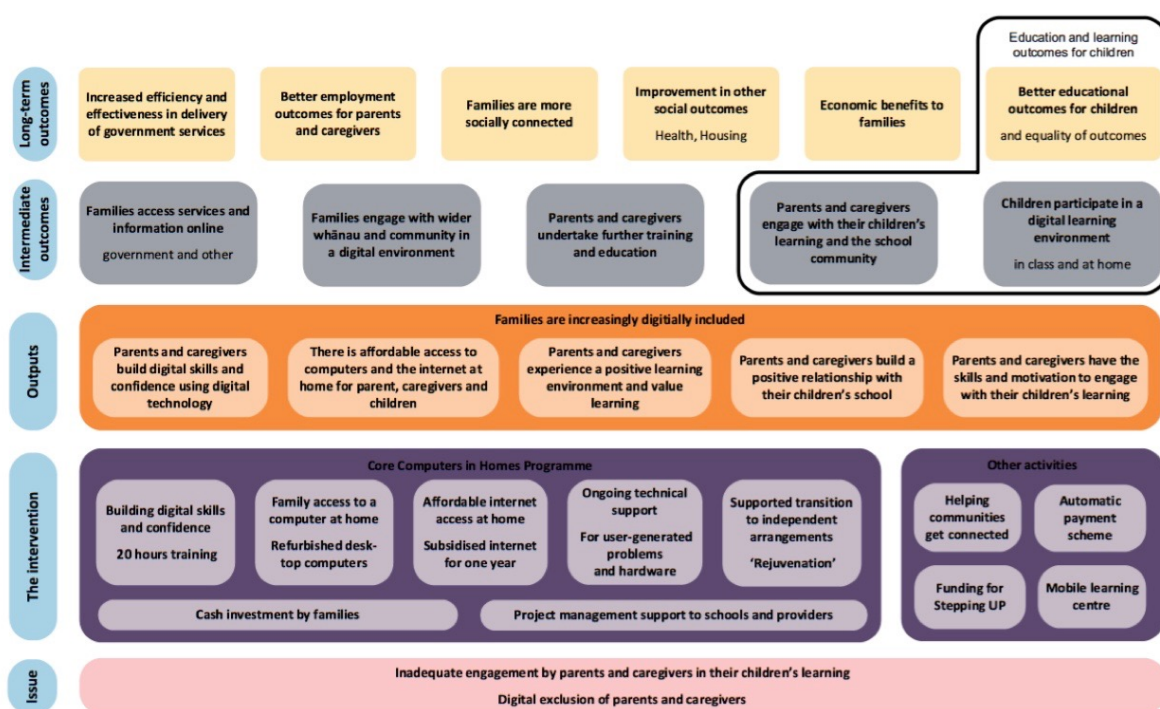 Education and learning
outcomes for children
Long-term
outcomes
Increased efficiency and
effectiveness in delivery
of government services
Better employment
outcomes for parents
and caregivers
Families are more
socially connected
Improvement in other
social outcomes
Health, Housing
Economic benefits to
families
Better educational
outcomes for children
and equality of outcomes
Intermediate
outcomes
Families access services and
information online
government and other
Families engage with wider
whānau and community in
a digital environment
Parents and caregivers
undertake further training
and education
Parents and caregivers
engage with their children's
learning and the school
community
Children participate in a
digital learning
environment
in class and at home
Outputs
Families are increasingly digitially included
Parents and caregivers
build digital skills and
confidence using digital
technology
There is affordable access to
computers and the internet at
home for parent, caregivers and
children
Parents and caregivers
experience a positive learning
environment and value
learning
Parents and caregivers build a
positive relationship with
their children's school
Parents and caregivers have the
skills and motivation to engage
with their children's learning
The intervention
Core Computers in Homes Programme
Building digital skills
and confidence
20 hours training
Family access to a
computer at home
Refurbished desk-
top computers
Affordable internet
access at home
Subsidised internet
for one year
Ongoing technical
support
For user-generated
problems
and hardware
Supported transition
to independent
arrangements
'Rejuvenation'
Cash investment by families
Project management support to schools and providers
Other activities
Helping
communities
get connected
Automatic
payment
scheme
Funding for
Stepping UP
Mobile learning
centre
Issue
Inadequate engagement by parents and caregivers in their children's learning
Digital exclusion of parents and caregivers